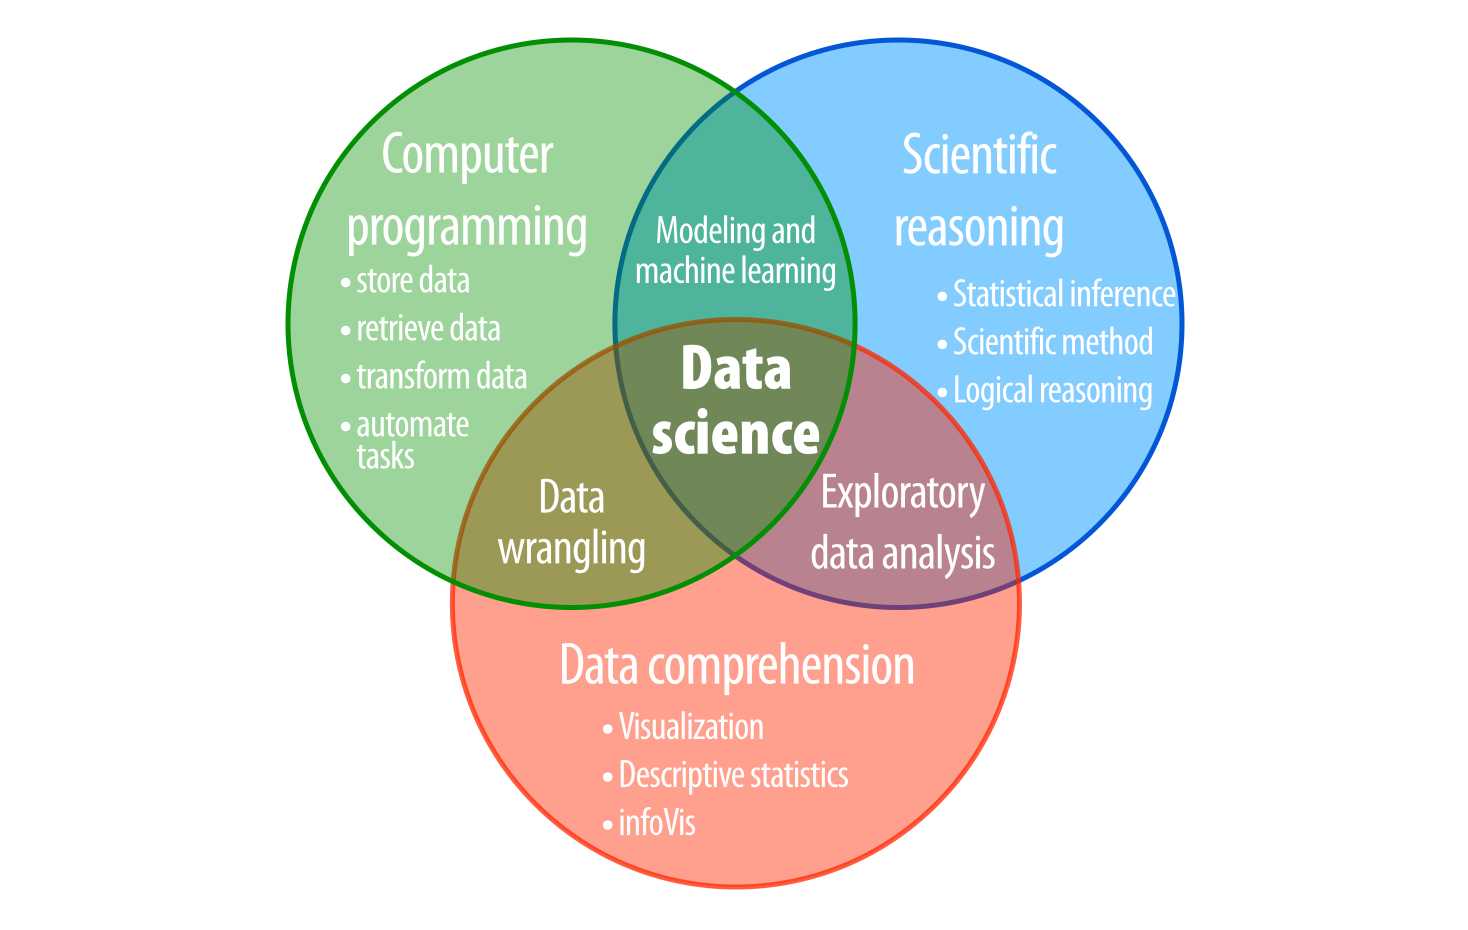 Computer
programming
• store data
• retrieve data
• transform data
• automate
tasks
Scientific
reasoning
• Statistical inference
• Scientific method
• Logical reasoning
Modeling and
machine learning
Data
science
Data
wrangling
Exploratory
data analysis
Data comprehension
• Visualization
• Descriptive statistics
• infoVis